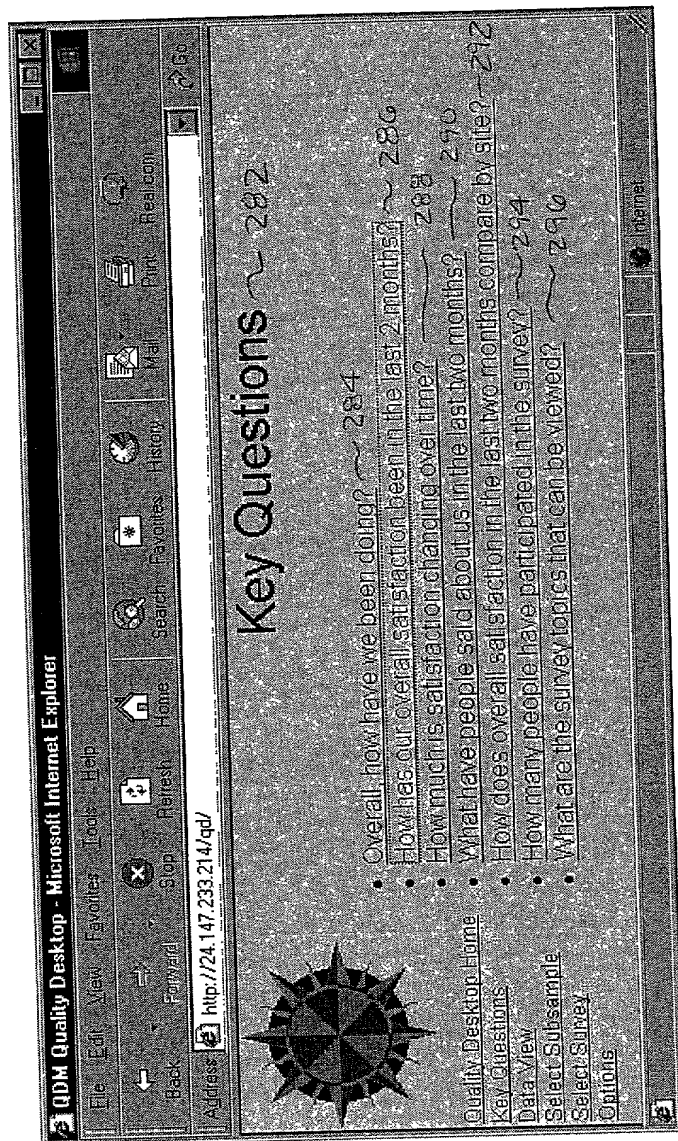 QDM Quality Desktop - Microsoft Internet Explorer
File Edit View Favorites Tools Help
Back Forward Stop Refresh Home Search Favorites History Mail Print Real.com
Address http://24.147.233.214/qd/ Go
Key Questions 282
• Overall, how have we been doing? 284
• How has our overall satisfaction been in the last 2 months? 286
• How much is satisfaction changing over time? 288
• What have people said about us in the last two months? 290
• How does overall satisfaction in the last two months compare by site? 292
• How many people have participated in the survey? 294
• What are the survey topics that can be viewed? 296
Quality Desktop Home
Key Questions
Data View
Select Subsample
Select Survey
Options
Internet